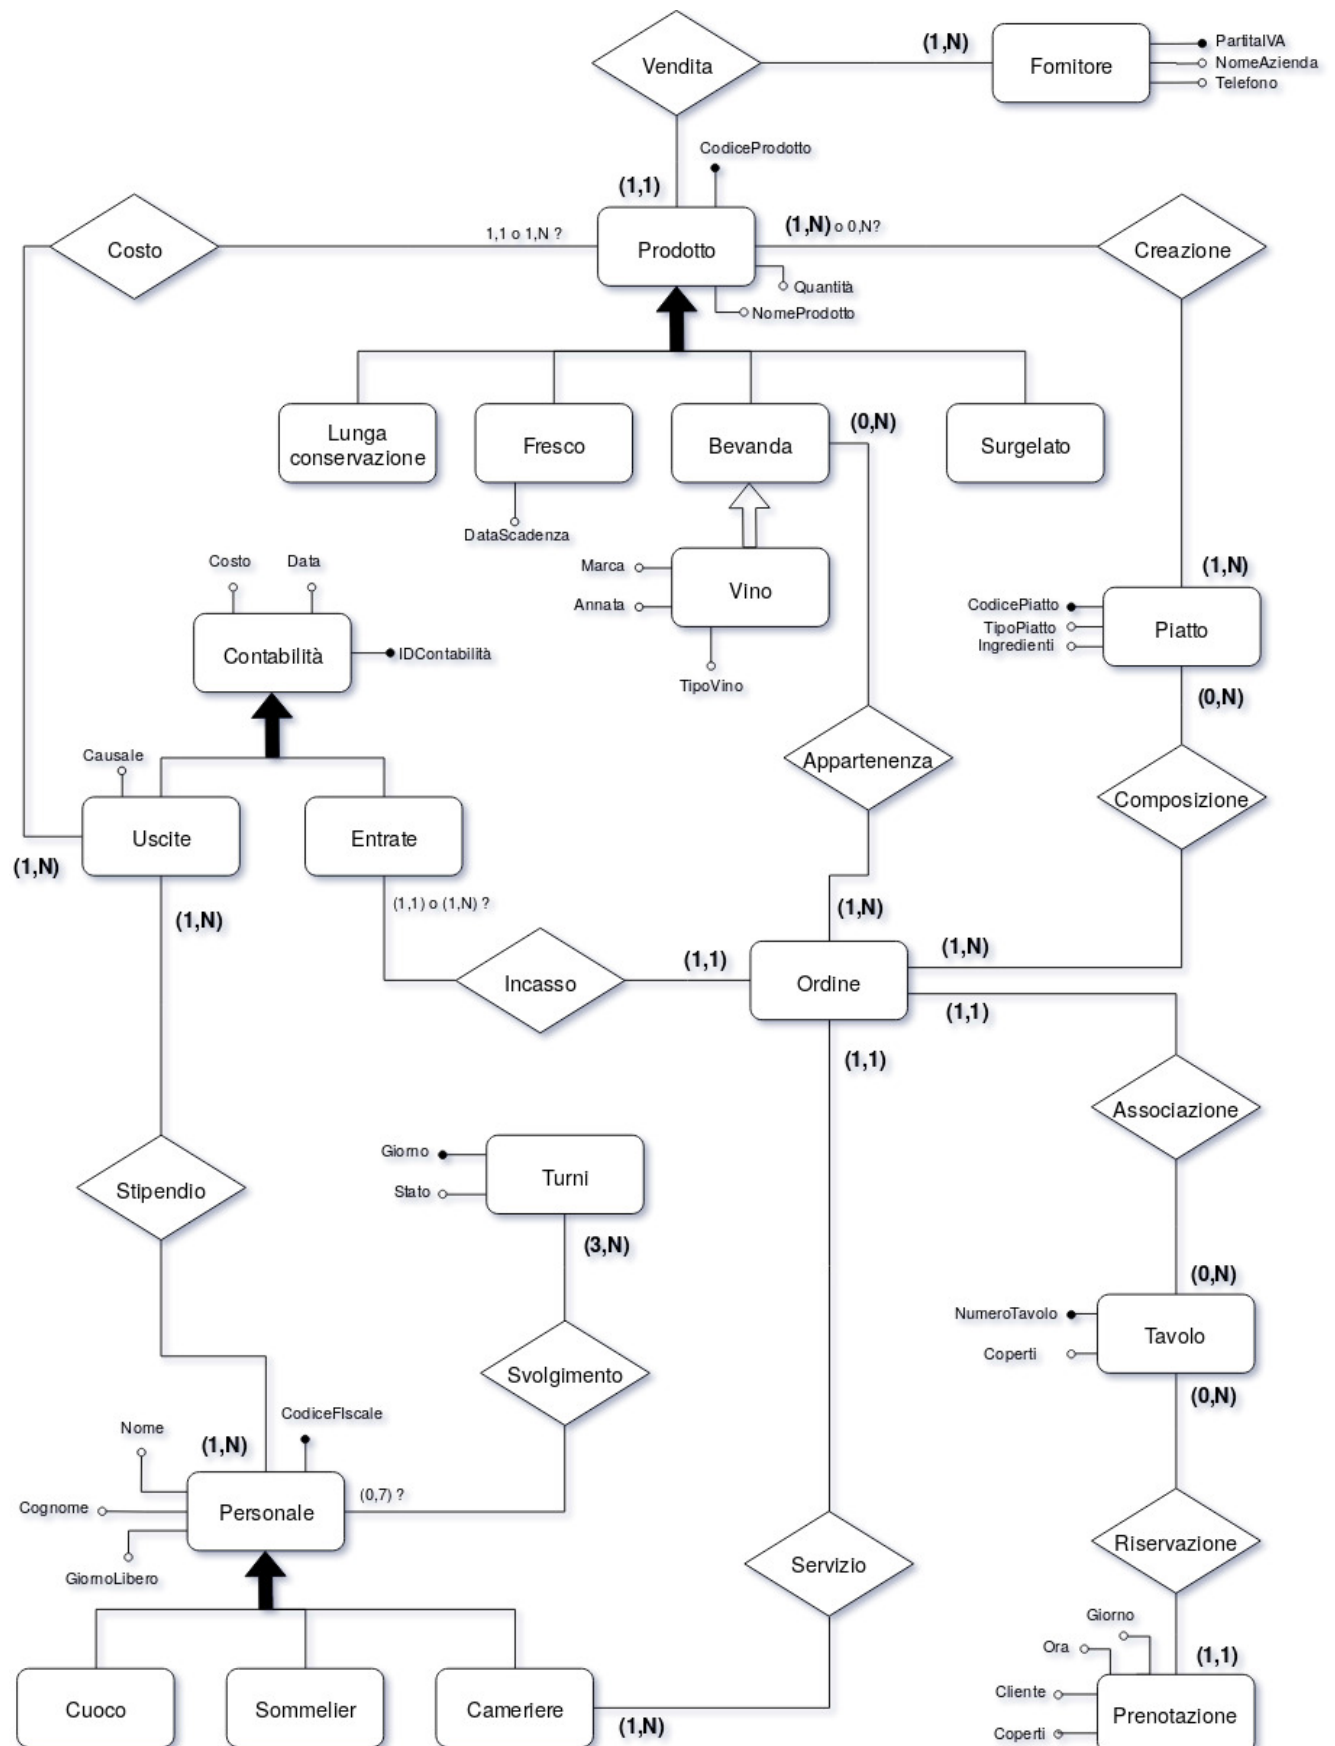 Vendita
(1,N)
Fornitore
PartitaIVA
NomeAzienda
Telefono
CodiceProdotto
(1,1)
Costo
1,1 o 1,N ?
Prodotto
(1,N) o 0,N?
Creazione
Quantità
NomeProdotto
Lunga
conservazione
Fresco
Bevanda
(0,N)
Surgelato
DataScadenza
Costo
Data
Marca
Annata
Vino
TipoVino
(1,N)
CodicePiatto
TipoPiatto
Ingredienti
Piatto
(0,N)
Contabilità
IDContabilità
Causale
Appartenenza
Composizione
Uscite
Entrate
(1,N)
(1,N)
(1,1) o (1,N) ?
(1,N)
Incasso
(1,1)
Ordine
(1,N)
(1,1)
(1,1)
Associazione
Giorno
Stato
Turni
Stipendio
(3,N)
(0,N)
NumeroTavolo
Coperti
Tavolo
(0,N)
Svolgimento
CodiceFIscale
Nome
(1,N)
Cognome
Personale
(0,7) ?
GiornoLibero
Servizio
Riservazione
Giorno
Ora
(1,1)
Cliente
Coperti
Prenotazione
Cuoco
Sommelier
Cameriere
(1,N)